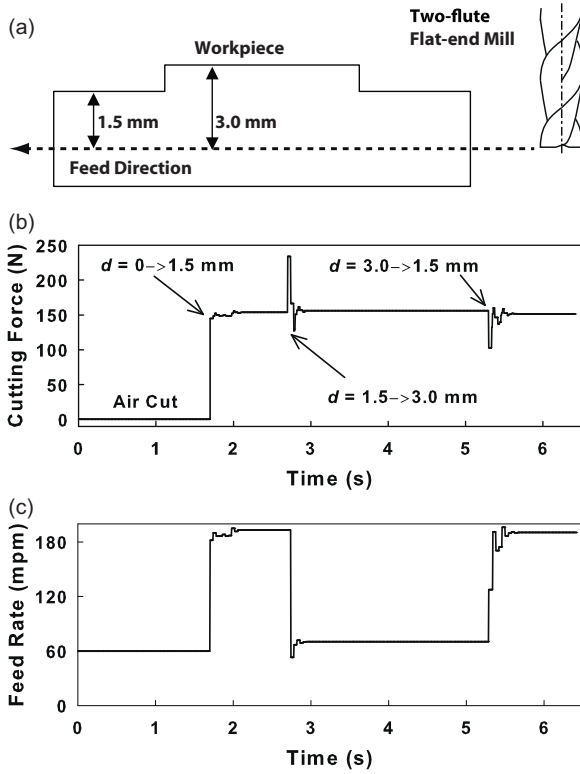 (a)
Two-flute
Flat-end Mill
Workpiece
1.5 mm
3.0 mm
Feed Direction
(b)
250
200
150
100
50
0
Cutting Force (N)
d = 0–>1.5 mm
d = 3.0–>1.5 mm
d = 1.5–>3.0 mm
Air Cut
0 1 2 3 4 5 6
Time (s)
(c)
180
120
60
0
Feed Rate (mpm)
0 1 2 3 4 5 6
Time (s)